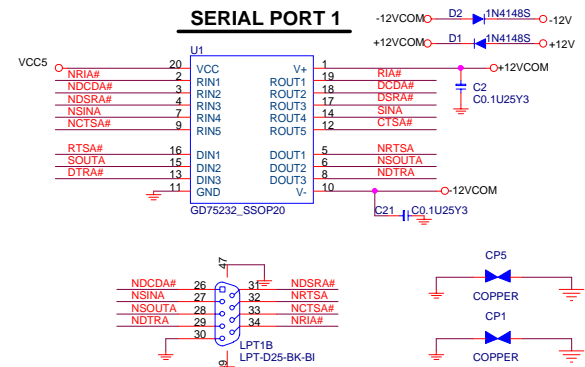 SERIAL PORT 1
-12VCOM D2 1N4148S -12V
+12VCOM D1 1N4148S +12V
VCC5 U1 +12VCOM
20 VCC V+ 1
NRIA# 2 RIN1 ROUT1 19 RIA#
NDCDA# 3 RIN2 ROUT2 18 DCDA#
NDSRA# 4 RIN3 ROUT3 17 DSRA#
NSINA 7 RIN4 ROUT4 14 SINA
NCTSA# 9 RIN5 ROUT5 12 CTSA#
C2
C0.1U25Y3
RTSA# 16 DIN1 DOUT1 5 NRTSA
SOUTA 15 DIN2 DOUT2 6 NSOUTA
DTRA# 13 DIN3 DOUT3 8 NDTRA
11 GND V- 10 -12VCOM
GD75232_SSOP20
C21 C0.1U25Y3
47
NDCDA# 26 31 NDSRA#
NSINA 27 32 NRTSA
NSOUTA 28 33 NCTSA#
NDTRA 29 34 NRIA#
30
LPT1B
LPT-D25-BK-BI
CP5
COPPER
CP1
COPPER